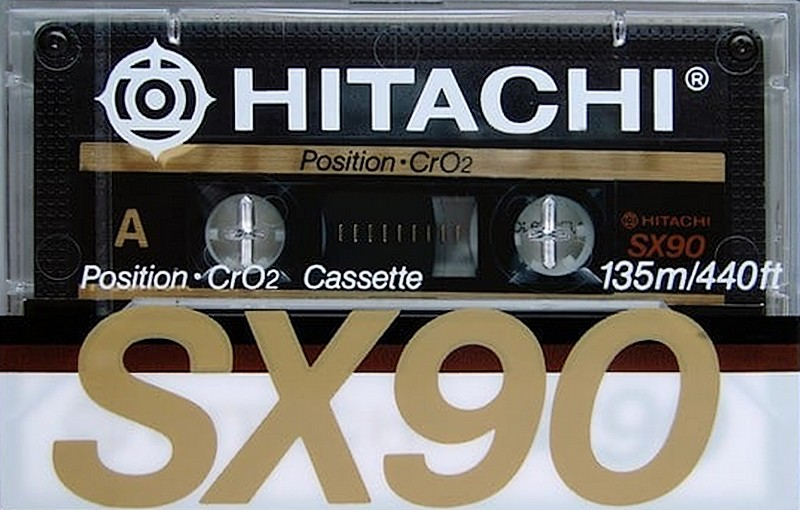 HITACHI®
Position·CrO2
A
HITACHI
SX90
Position·CrO2 Cassette 135m/440ft
SX90